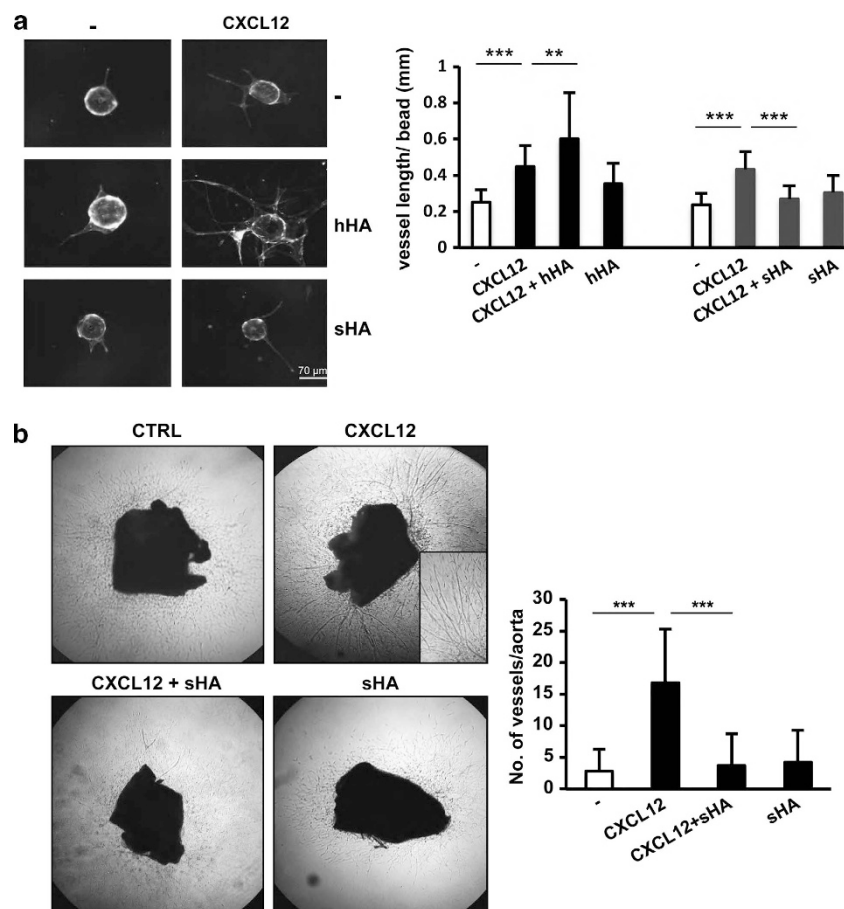 a
-
CXCL12
-
hHA
sHA
70 µm
*** **
*** ***
vessel length/ bead (mm)
1
0.8
0.6
0.4
0.2
0
-
CXCL12
CXCL12 + hHA
hHA
-
CXCL12
CXCL12 + sHA
sHA
b
CTRL
CXCL12
CXCL12 + sHA
sHA
*** ***
No. of vessels/aorta
30
25
20
15
10
5
0
-
CXCL12
CXCL12+sHA
sHA